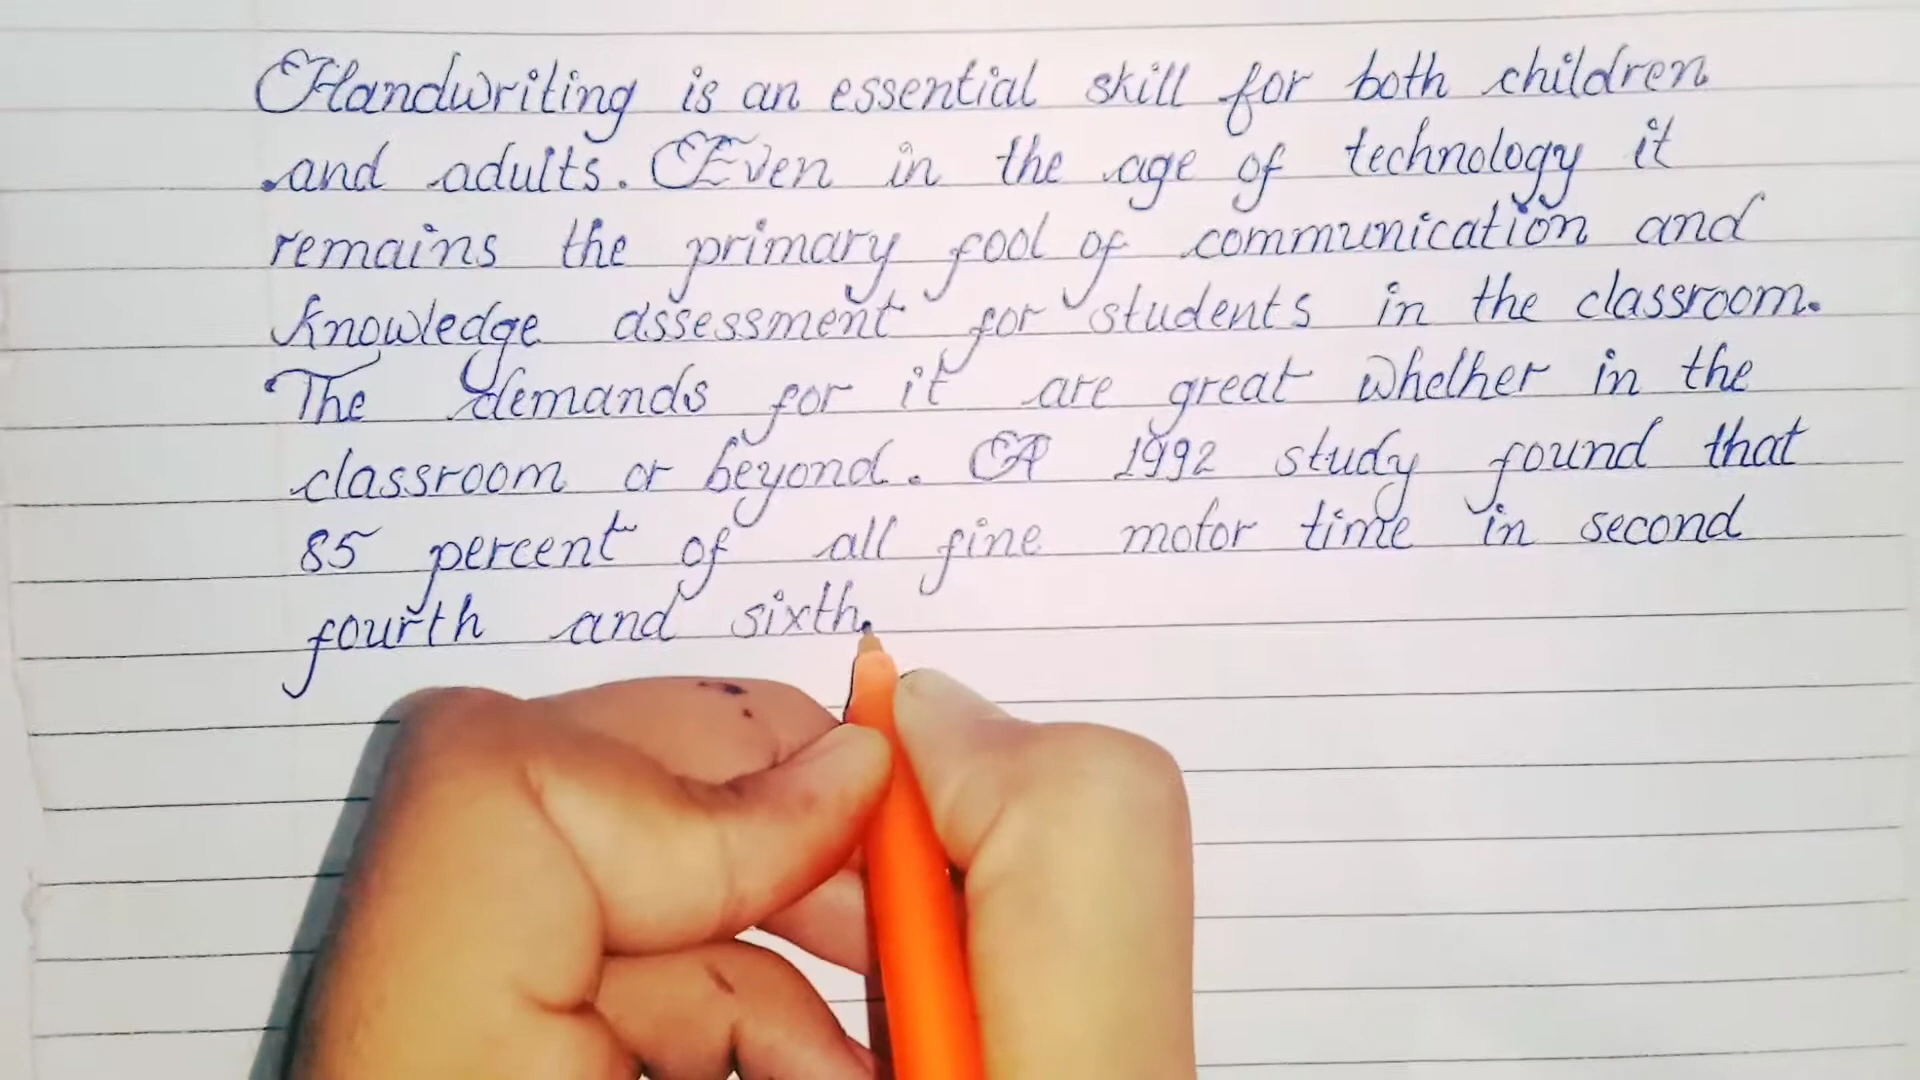 Handwriting is an essential skill for both children
and adults. Even in the age of technology it
remains the primary fool of communication and
knowledge assessment for students in the classroom.
The demands for it are great whether in the
classroom or beyond. A 1992 study found that
85 percent of all fine motor time in second
fourth and sixth